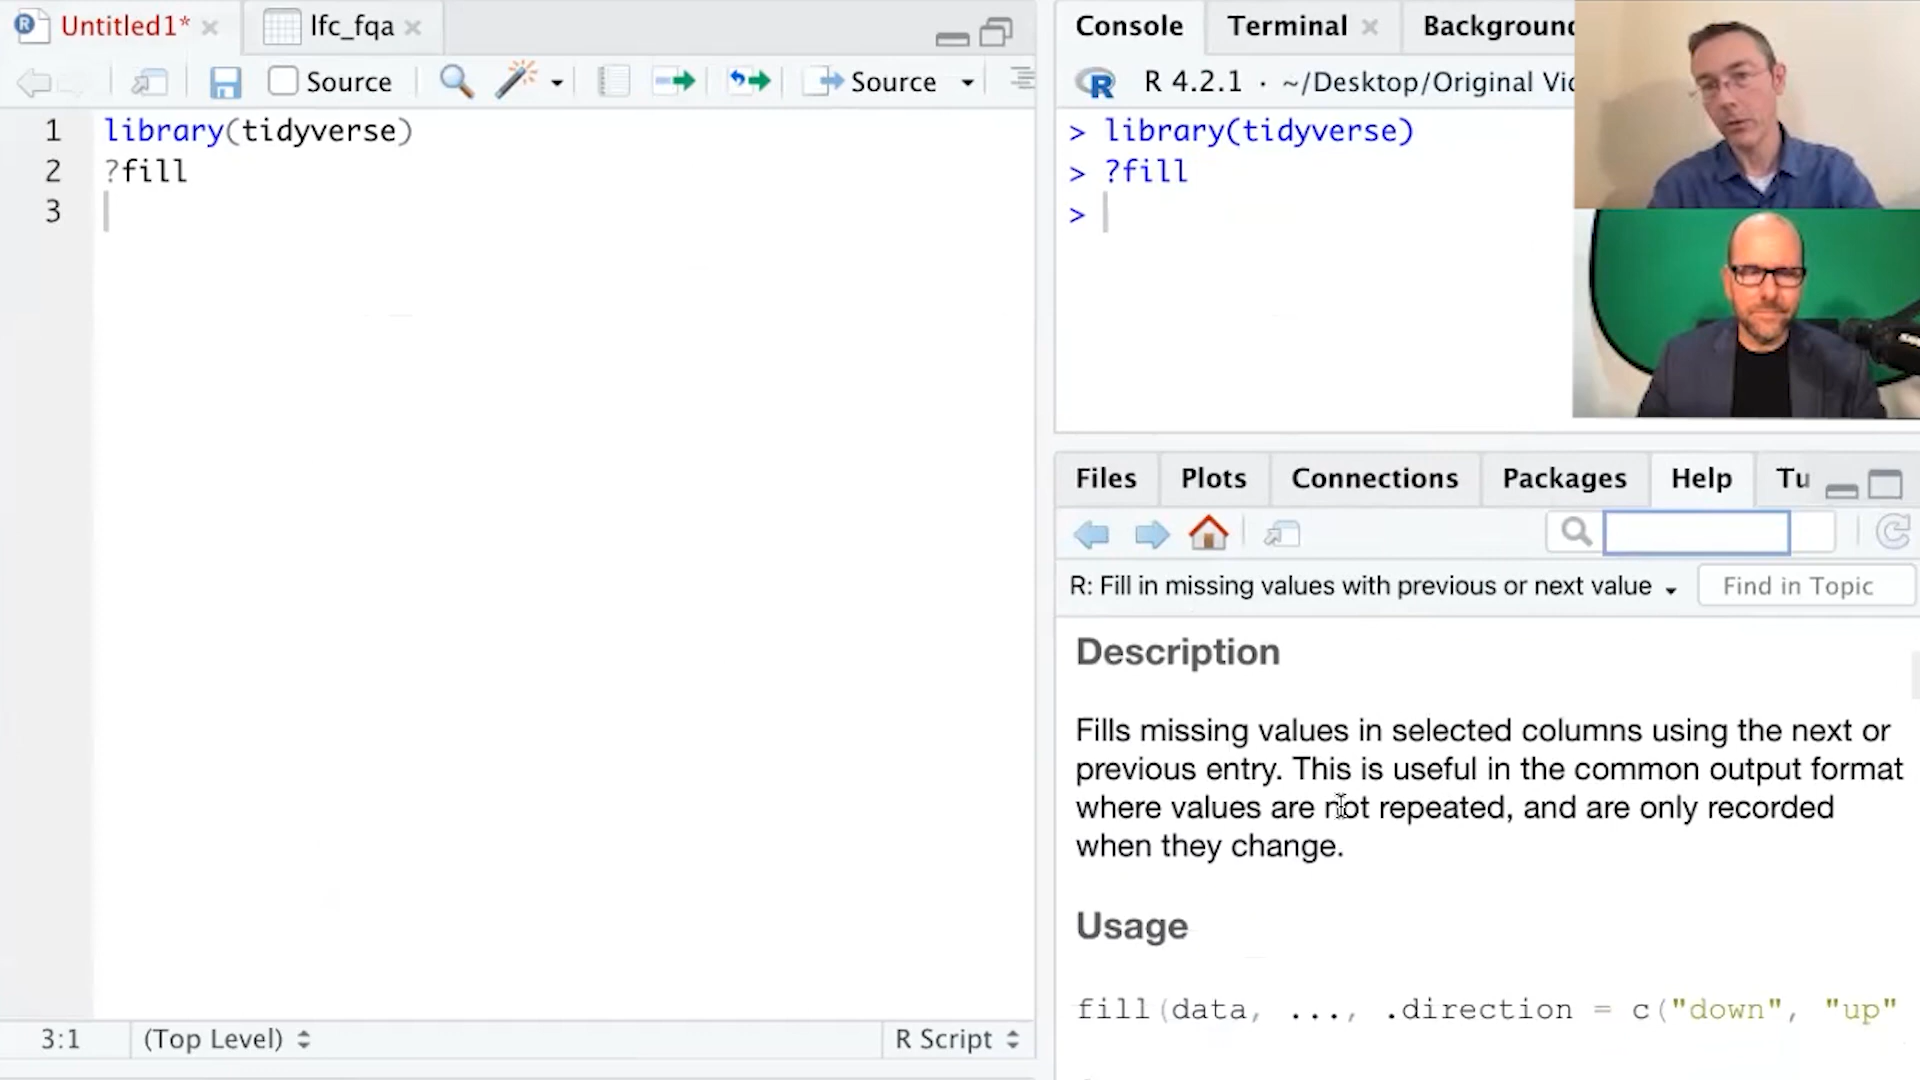 Untitled1* lfc_fqa
Source Source
1 library(tidyverse)
2 ?fill
3
3:1 (Top Level) R Script
Console Terminal Background
R 4.2.1 · ~/Desktop/Original Vic
> library(tidyverse)
> ?fill
>
Files Plots Connections Packages Help Tu
R: Fill in missing values with previous or next value Find in Topic
Description
Fills missing values in selected columns using the next or
previous entry. This is useful in the common output format
where values are not repeated, and are only recorded
when they change.
Usage
fill(data, ..., .direction = c("down", "up"